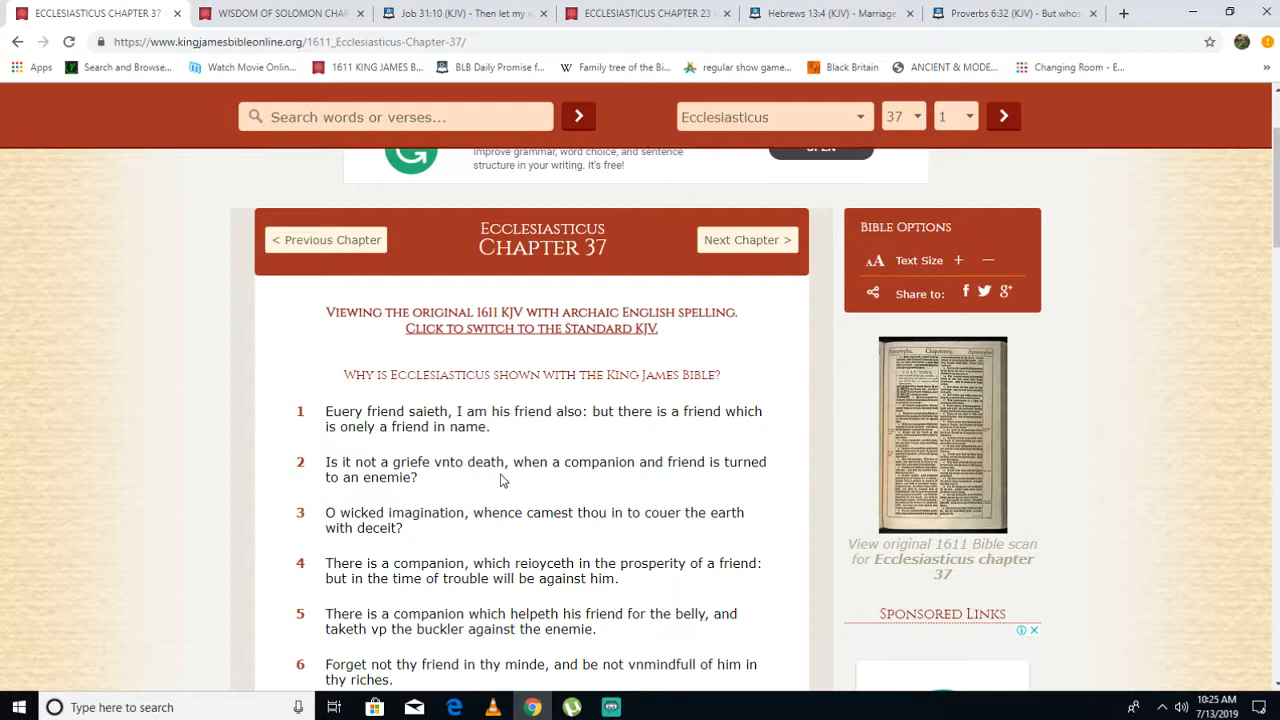 ECCLESIASTICUS CHAPTER 37
WISDOM OF SOLOMON CHAP
Job 31:10 (KJV) - Then let my w
ECCLESIASTICUS CHAPTER 23
Hebrews 13:4 (KJV) - Marriage
Proverbs 6:32 (KJV) - But whos
https://www.kingjamesbibleonline.org/1611_Ecclesiasticus-Chapter-37/
Apps
Search and Browse...
Watch Movie Onlin...
1611 KING JAMES B...
BLB Daily Promise f...
Family tree of the Bi...
regular show game...
Black Britain
ANCIENT & MODE...
Changing Room - E...
Search words or verses...
Ecclesiasticus
37
1
improve grammar, word choice, and sentence
structure in your writing. It's free!
OPEN
< Previous Chapter
Ecclesiasticus
CHAPTER 37
Next Chapter >
Bible Options
AA Text Size + —
Share to:
Viewing the original 1611 KJV with archaic English spelling.
Click to switch to the Standard KJV.
Why is Ecclesiasticus shown with the King James Bible?
1 Euery friend saieth, I am his friend also: but there is a friend which
is onely a friend in name.
2 Is it not a griefe vnto death, when a companion and friend is turned
to an enemie?
3 O wicked imagination, whence camest thou in to couer the earth
with deceit?
4 There is a companion, which reioyceth in the prosperity of a friend:
but in the time of trouble will be against him.
5 There is a companion which helpeth his friend for the belly, and
taketh vp the buckler against the enemie.
6 Forget not thy friend in thy minde, and be not vnmindfull of him in
thy riches.
View original 1611 Bible scan
for Ecclesiasticus chapter
37
Sponsored Links
Type here to search
10:25 AM
7/13/2019